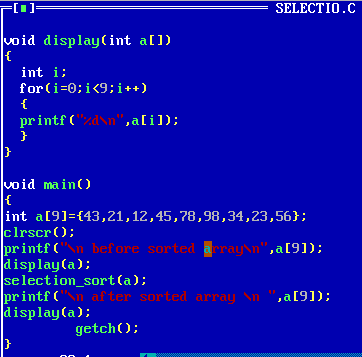 [■] SELECTIO.C
void display(int a[])
{
int i;
for(i=0;i<9;i++)
{
printf("%d\n",a[i]);
}
}
void main()
{
int a[9]={43,21,12,45,78,98,34,23,56};
clrscr();
printf("\n before sorted array\n",a[9]);
display(a);
selection_sort(a);
printf("\n after sorted array \n ",a[9]);
display(a);
getch();
}